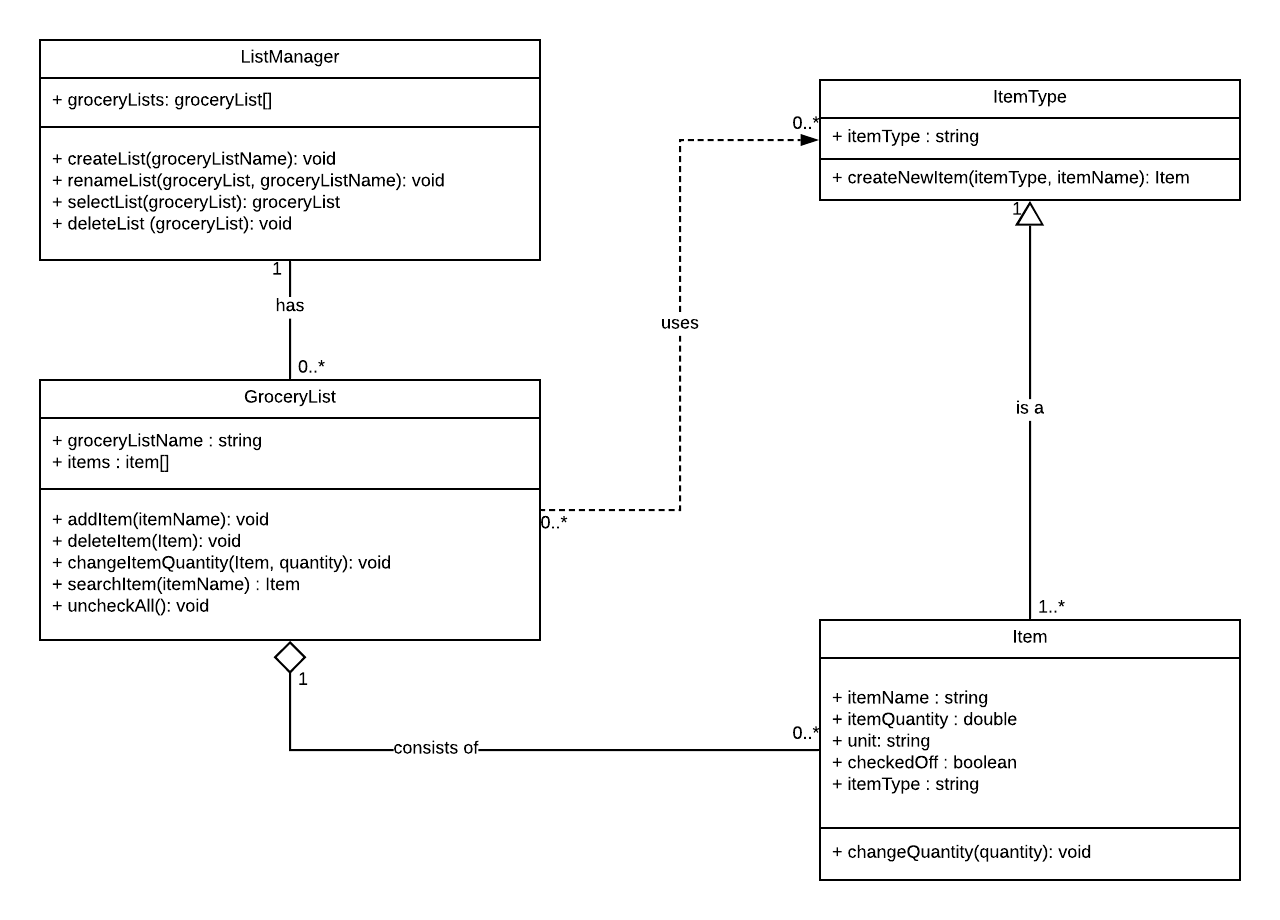 ListManager
+ groceryLists: groceryList[]
+ createList(groceryListName): void
+ renameList(groceryList, groceryListName): void
+ selectList(groceryList): groceryList
+ deleteList (groceryList): void
1
has
0..*
GroceryList
+ groceryListName : string
+ items : item[]
+ addItem(itemName): void
+ deleteItem(Item): void
+ changeItemQuantity(Item, quantity): void
+ searchItem(itemName) : Item
+ uncheckAll(): void
0..*
uses
0..*
ItemType
+ itemType : string
+ createNewItem(itemType, itemName): Item
1
is a
1..*
Item
+ itemName : string
+ itemQuantity : double
+ unit: string
+ checkedOff : boolean
+ itemType : string
+ changeQuantity(quantity): void
1
consists of
0..*